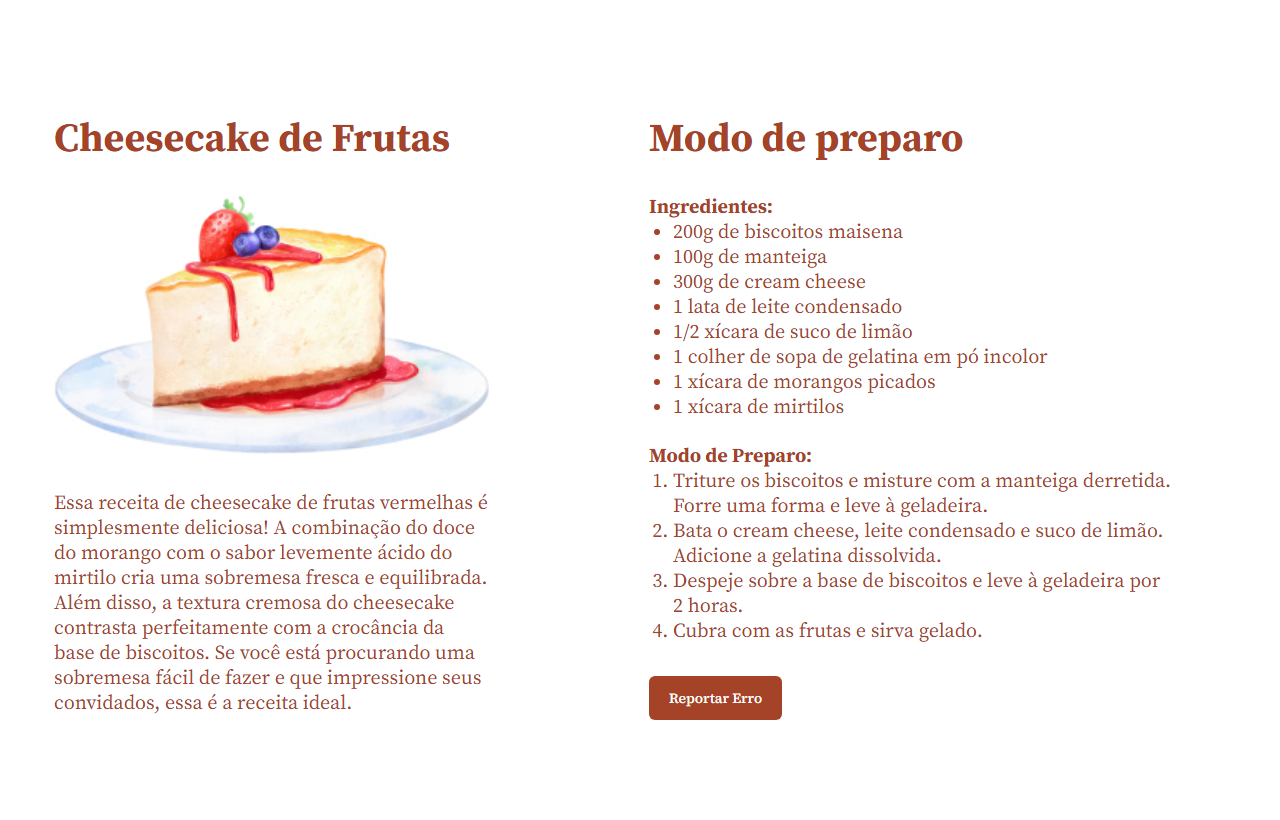 Cheesecake de Frutas
Essa receita de cheesecake de frutas vermelhas é
simplesmente deliciosa! A combinação do doce
do morango com o sabor levemente ácido do
mirtilo cria uma sobremesa fresca e equilibrada.
Além disso, a textura cremosa do cheesecake
contrasta perfeitamente com a crocância da
base de biscoitos. Se você está procurando uma
sobremesa fácil de fazer e que impressione seus
convidados, essa é a receita ideal.
Modo de preparo
Ingredientes:
• 200g de biscoitos maisena
• 100g de manteiga
• 300g de cream cheese
• 1 lata de leite condensado
• 1/2 xícara de suco de limão
• 1 colher de sopa de gelatina em pó incolor
• 1 xícara de morangos picados
• 1 xícara de mirtilos
Modo de Preparo:
1. Triture os biscoitos e misture com a manteiga derretida.
Forre uma forma e leve à geladeira.
2. Bata o cream cheese, leite condensado e suco de limão.
Adicione a gelatina dissolvida.
3. Despeje sobre a base de biscoitos e leve à geladeira por
2 horas.
4. Cubra com as frutas e sirva gelado.
Reportar Erro